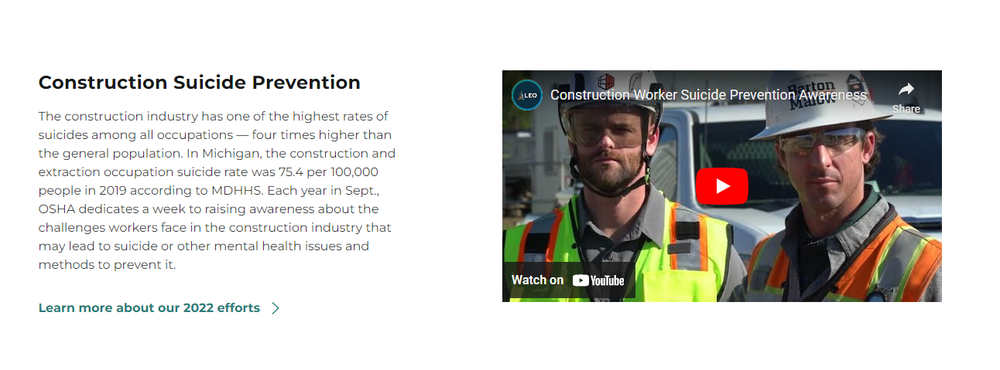 Construction Suicide Prevention
The construction industry has one of the highest rates of
suicides among all occupations — four times higher than
the general population. In Michigan, the construction and
extraction occupation suicide rate was 75.4 per 100,000
people in 2019 according to MDHHS. Each year in Sept.,
OSHA dedicates a week to raising awareness about the
challenges workers face in the construction industry that
may lead to suicide or other mental health issues and
methods to prevent it.
Learn more about our 2022 efforts
LEO
Construction Worker Suicide Prevention Awareness
Share
Barton
Malow
Watch on
YouTube